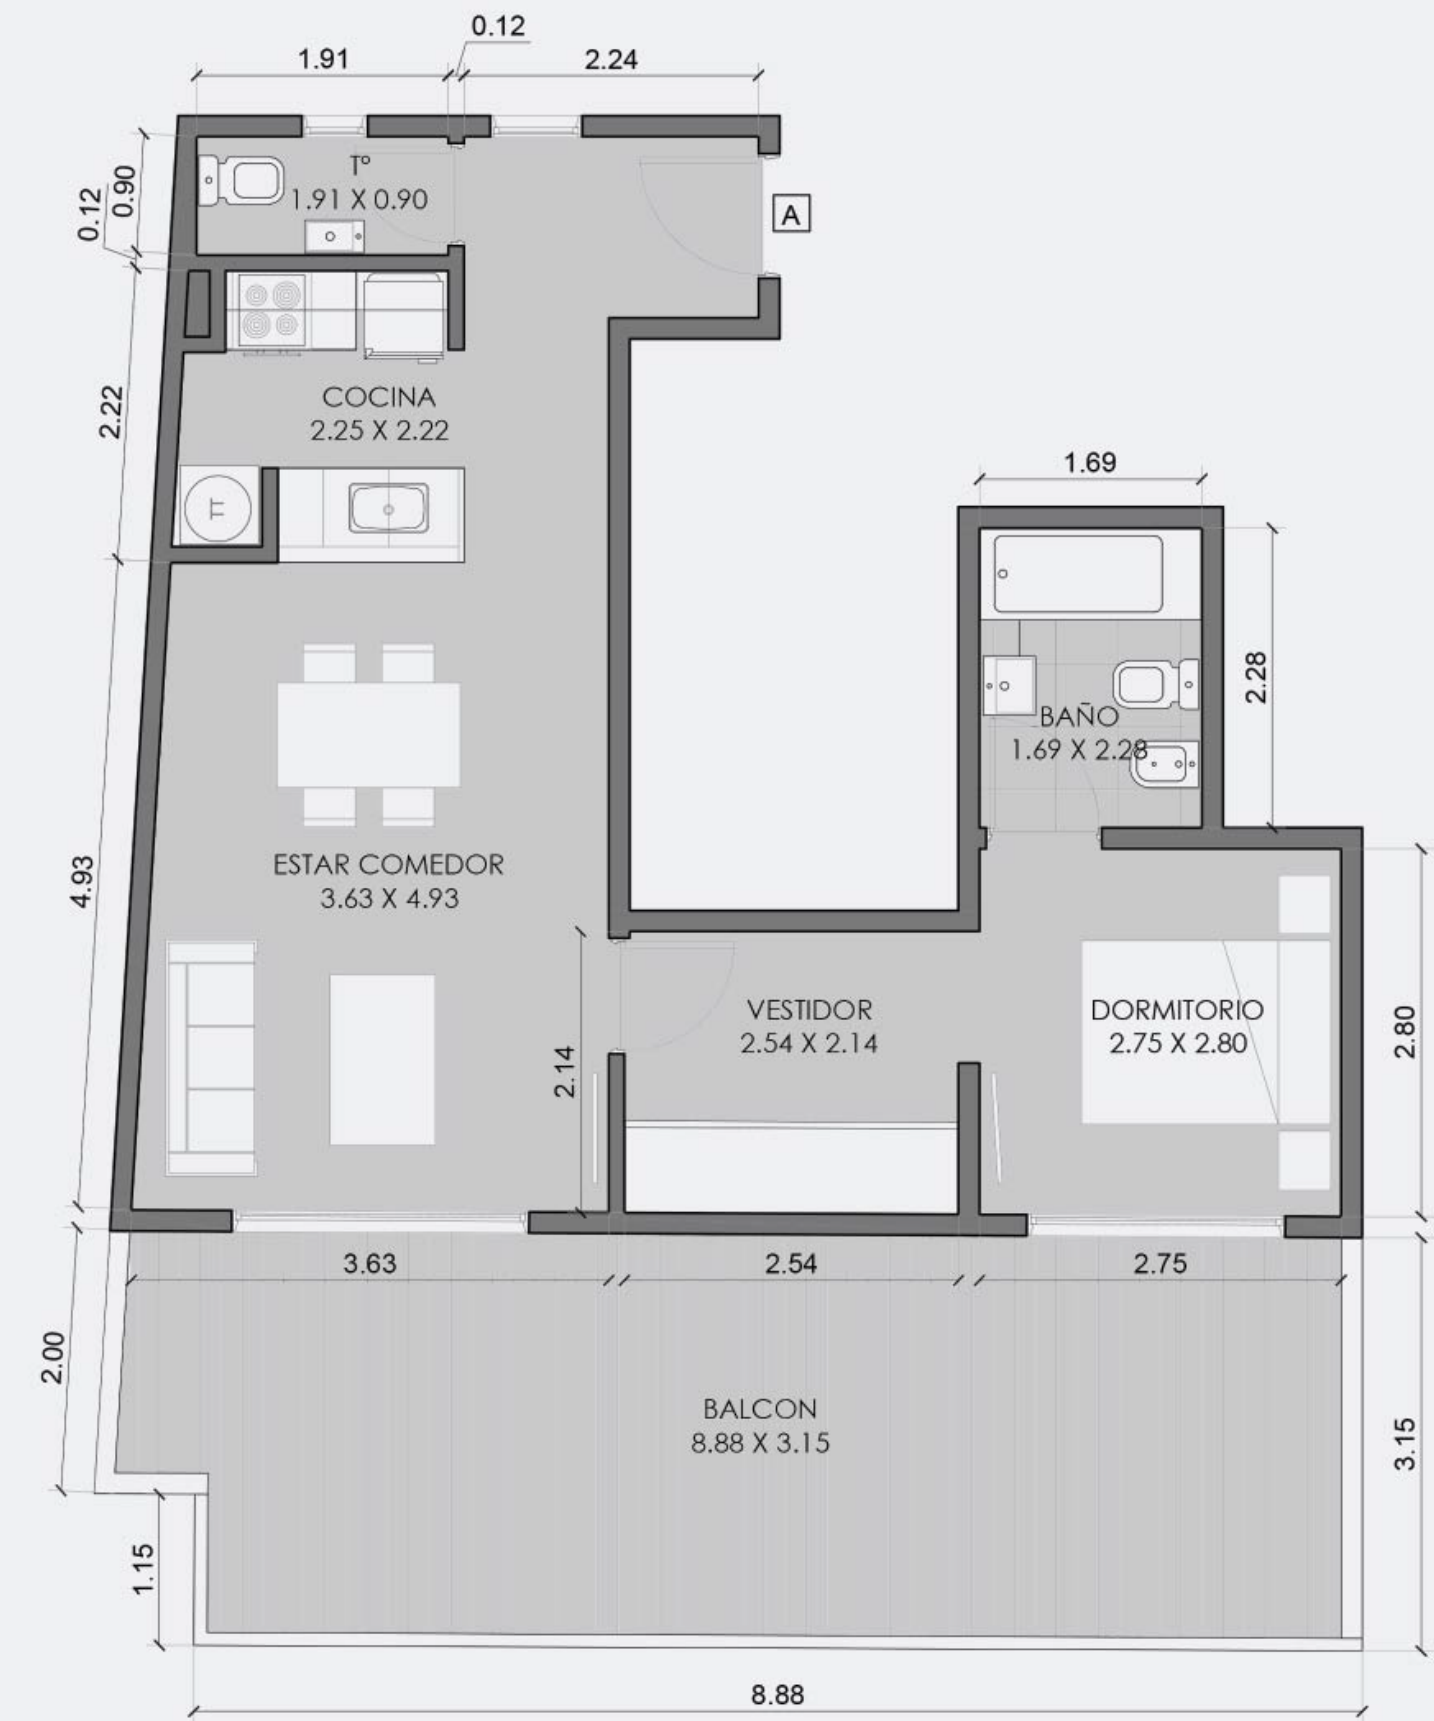 0.12
1.91
2.24
T°
1.91 X 0.90
0.90
0.12
A
COCINA
2.25 X 2.22
2.22
TT
1.69
2.28
BAÑO
1.69 X 2.28
ESTAR COMEDOR
3.63 X 4.93
4.93
VESTIDOR
2.54 X 2.14
DORMITORIO
2.75 X 2.80
2.80
2.14
3.63
2.54
2.75
2.00
BALCON
8.88 X 3.15
3.15
1.15
8.88